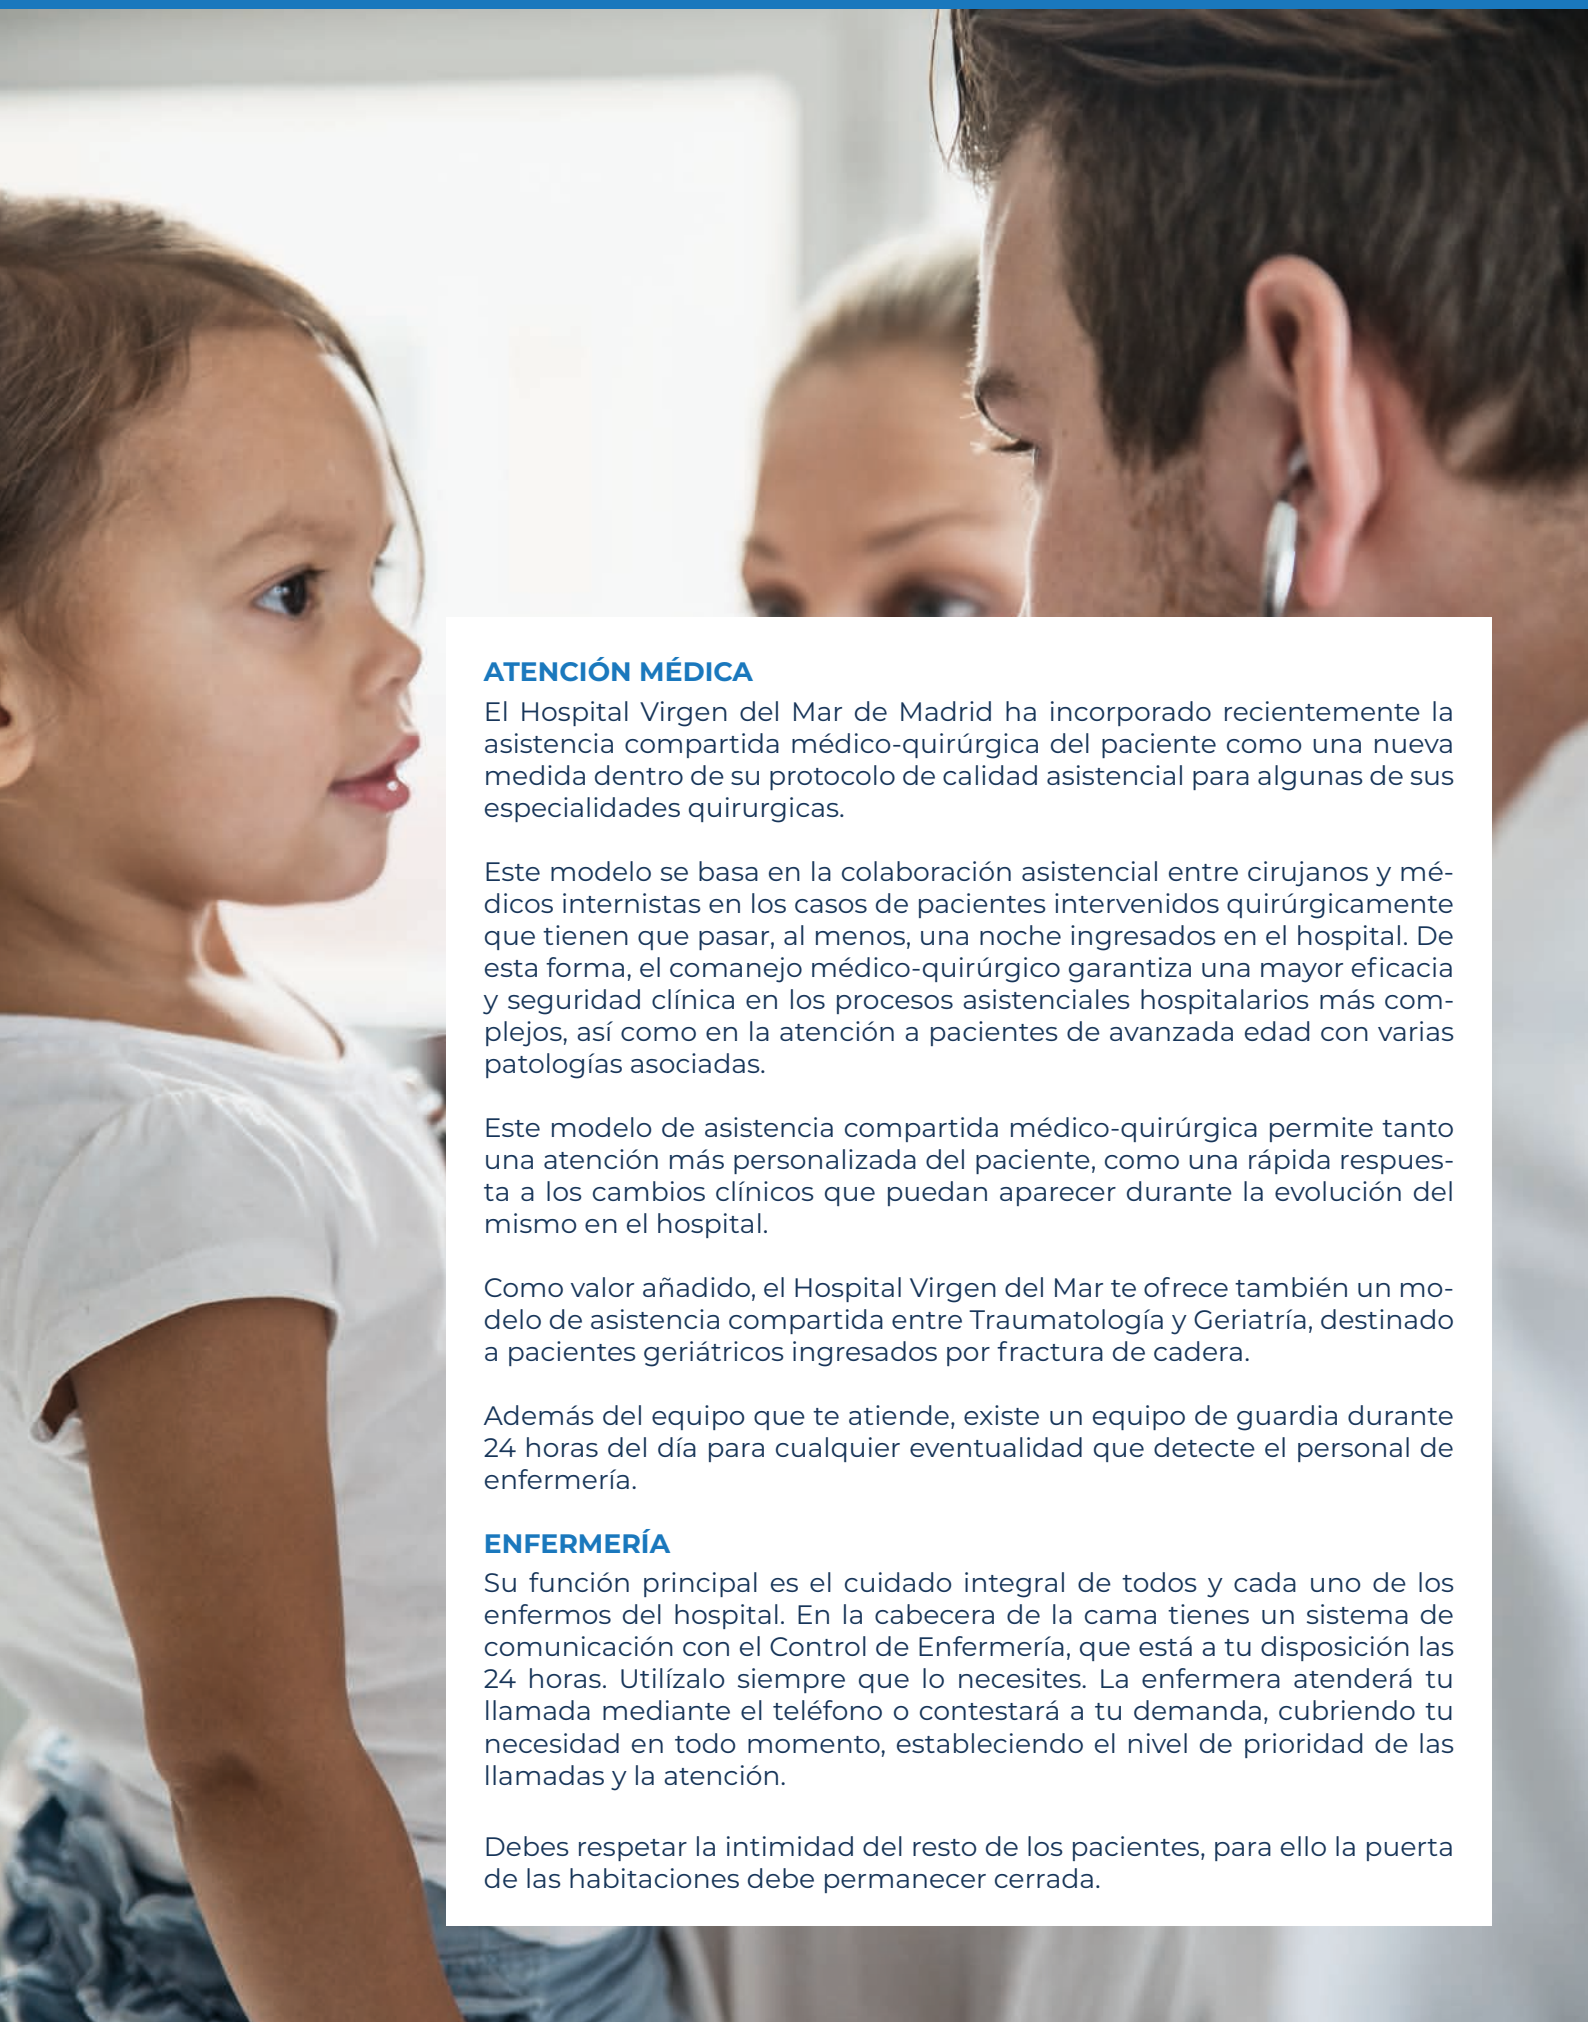 ATENCIÓN MÉDICA
El Hospital Virgen del Mar de Madrid ha incorporado recientemente la
asistencia compartida médico-quirúrgica del paciente como una nueva
medida dentro de su protocolo de calidad asistencial para algunas de sus
especialidades quirurgicas.
Este modelo se basa en la colaboración asistencial entre cirujanos y mé-
dicos internistas en los casos de pacientes intervenidos quirúrgicamente
que tienen que pasar, al menos, una noche ingresados en el hospital. De
esta forma, el comanejo médico-quirúrgico garantiza una mayor eficacia
y seguridad clínica en los procesos asistenciales hospitalarios más com-
plejos, así como en la atención a pacientes de avanzada edad con varias
patologías asociadas.
Este modelo de asistencia compartida médico-quirúrgica permite tanto
una atención más personalizada del paciente, como una rápida respues-
ta a los cambios clínicos que puedan aparecer durante la evolución del
mismo en el hospital.
Como valor añadido, el Hospital Virgen del Mar te ofrece también un mo-
delo de asistencia compartida entre Traumatología y Geriatría, destinado
a pacientes geriátricos ingresados por fractura de cadera.
Además del equipo que te atiende, existe un equipo de guardia durante
24 horas del día para cualquier eventualidad que detecte el personal de
enfermería.
ENFERMERÍA
Su función principal es el cuidado integral de todos y cada uno de los
enfermos del hospital. En la cabecera de la cama tienes un sistema de
comunicación con el Control de Enfermería, que está a tu disposición las
24 horas. Utilízalo siempre que lo necesites. La enfermera atenderá tu
llamada mediante el teléfono o contestará a tu demanda, cubriendo tu
necesidad en todo momento, estableciendo el nivel de prioridad de las
llamadas y la atención.
Debes respetar la intimidad del resto de los pacientes, para ello la puerta
de las habitaciones debe permanecer cerrada.